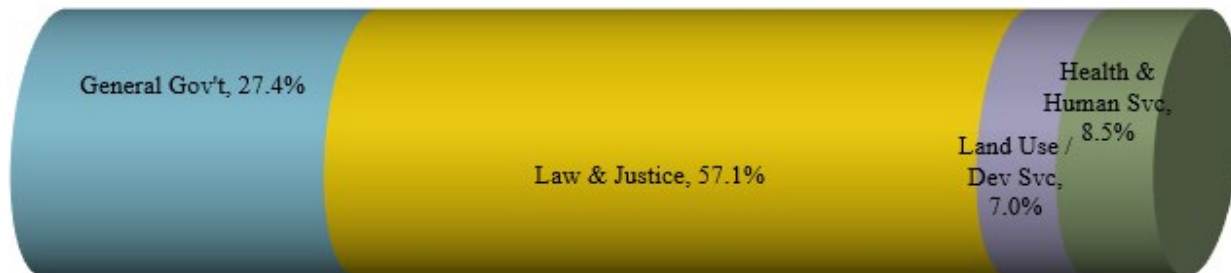 General Gov't, 27.4%
Law & Justice, 57.1%
Land Use /
Dev Svc,
7.0%
Health &
Human Svc,
8.5%